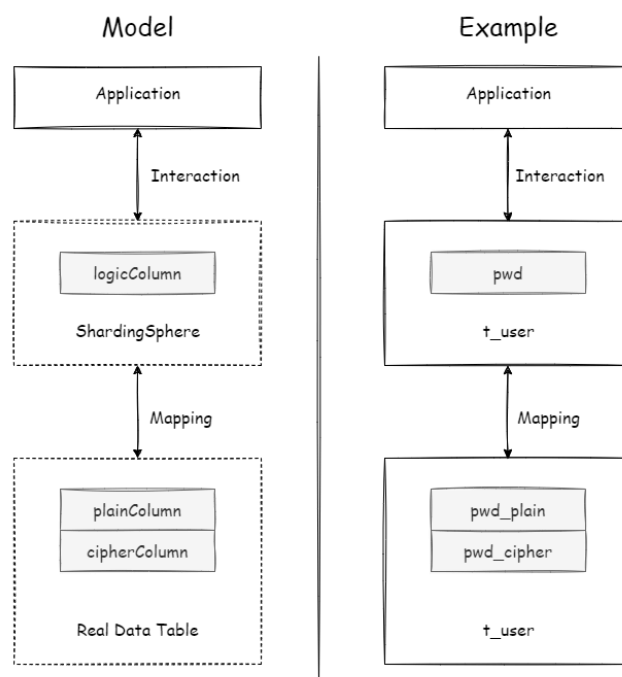 Model
Application
Interaction
logicColumn
ShardingSphere
Mapping
plainColumn
cipherColumn
Real Data Table
Example
Application
Interaction
pwd
t_user
Mapping
pwd_plain
pwd_cipher
t_user